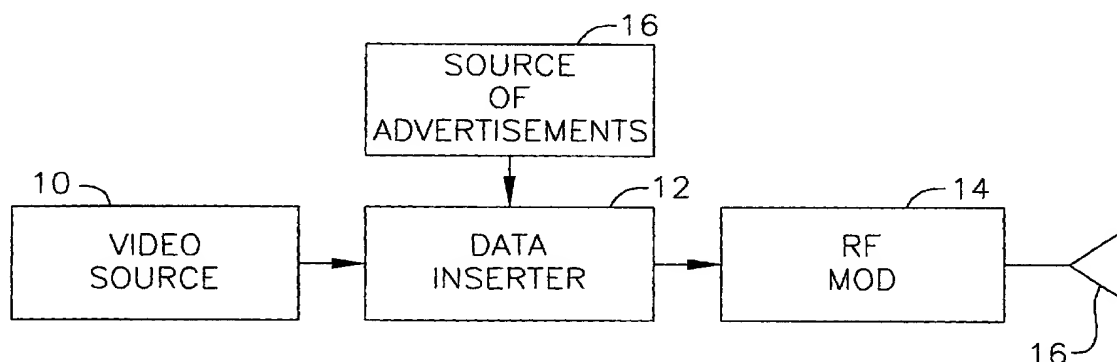 16
SOURCE
OF
ADVERTISEMENTS
10
12
14
VIDEO
SOURCE
DATA
INSERTER
RF
MOD
16